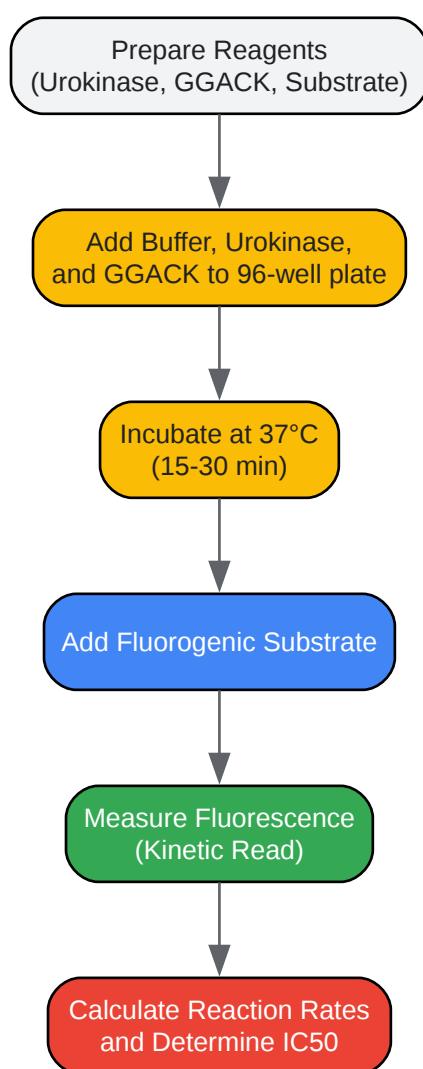 Prepare Reagents
(Urokinase, GGACK, Substrate)
Add Buffer, Urokinase,
and GGACK to 96-well plate
Incubate at 37°C
(15-30 min)
Add Fluorogenic Substrate
Measure Fluorescence
(Kinetic Read)
Calculate Reaction Rates
and Determine IC50